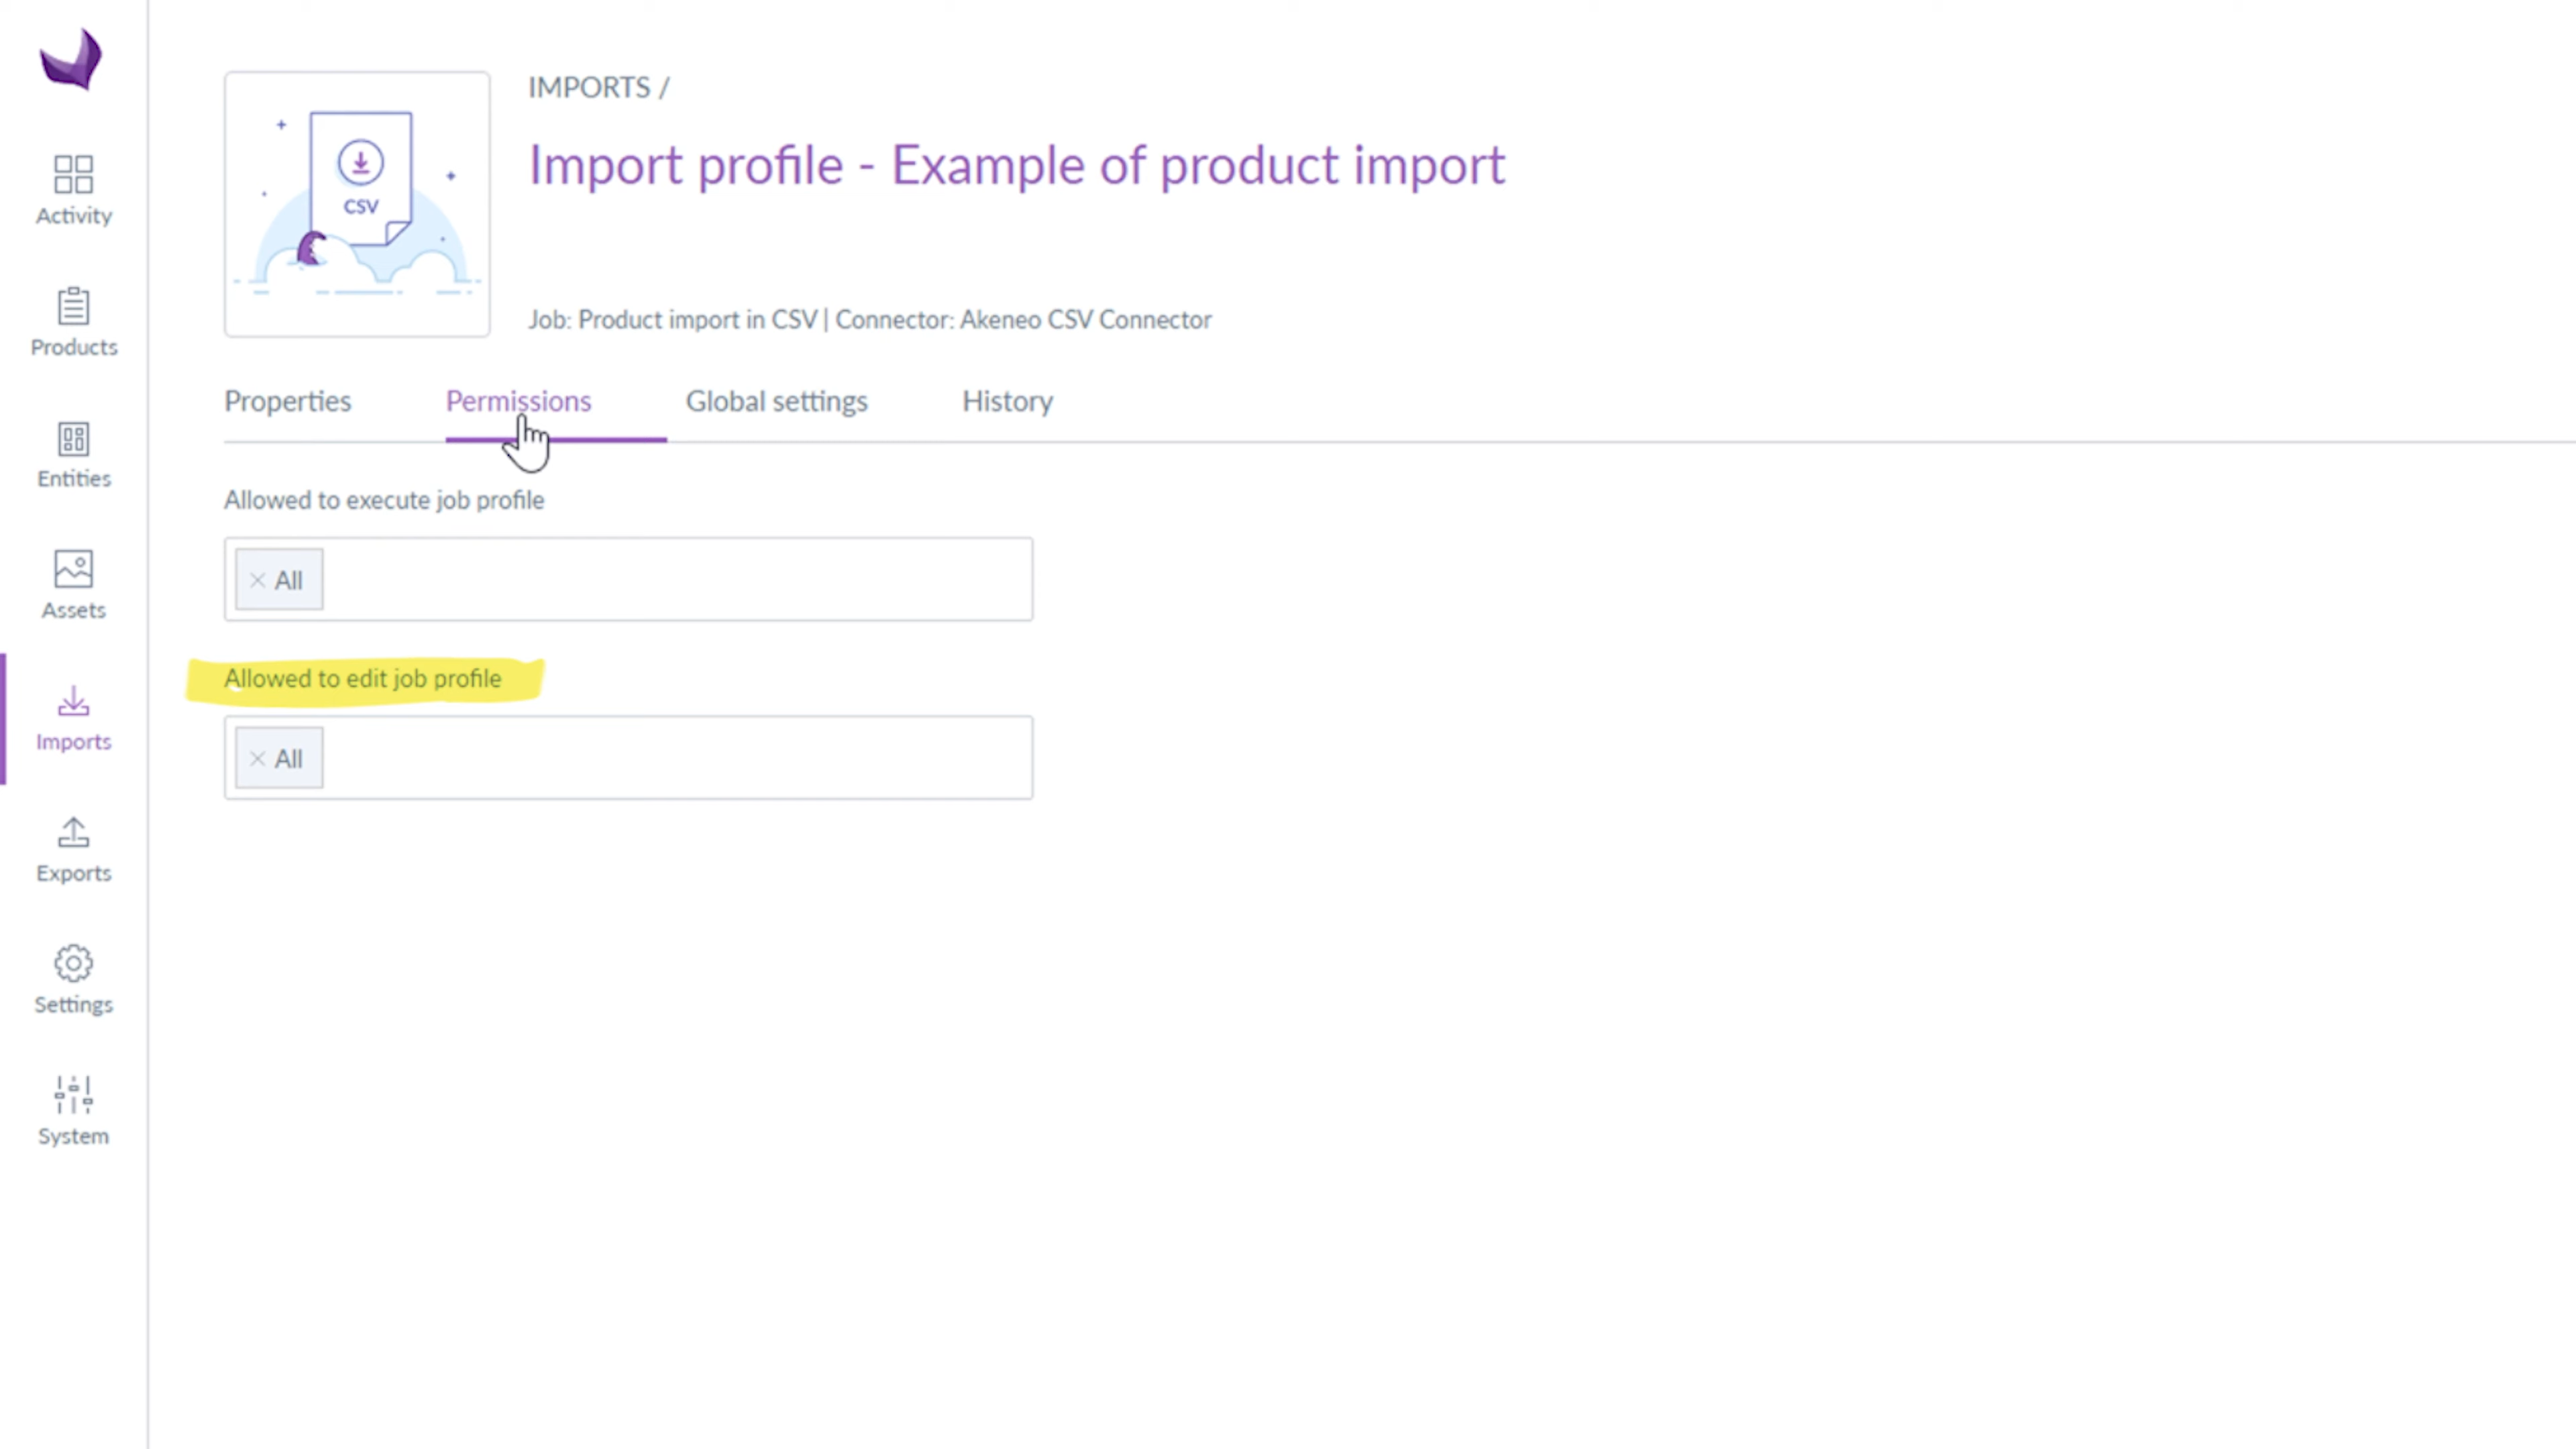 IMPORTS /
Import profile - Example of product import
CSV
Job: Product import in CSV | Connector: Akeneo CSV Connector
Activity
Products
Entities
Assets
Imports
Exports
Settings
System
Properties
Permissions
Global settings
History
Allowed to execute job profile
× All
Allowed to edit job profile
× All